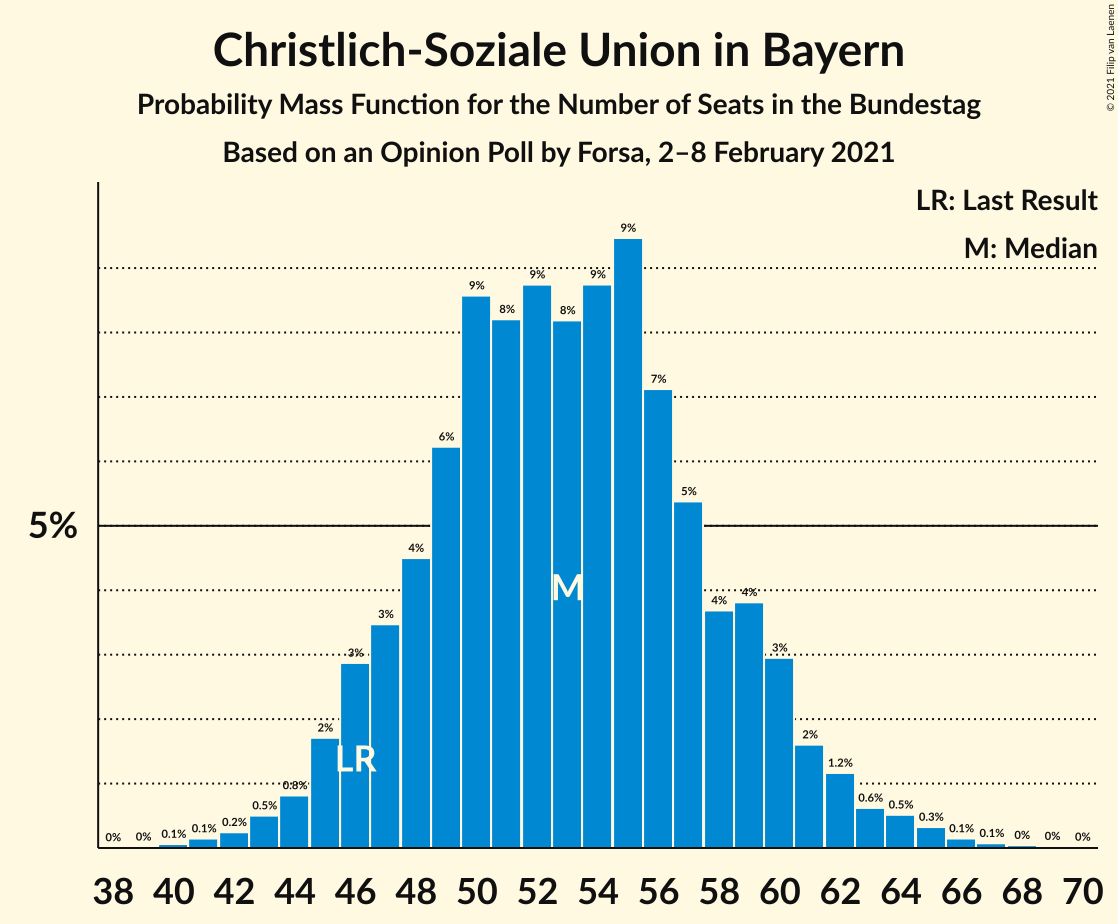 Christlich-Soziale Union in Bayern
Probability Mass Function for the Number of Seats in the Bundestag
Based on an Opinion Poll by Forsa, 2–8 February 2021
© 2021 Filip van Laenen
LR: Last Result
M: Median
5%
0% 0% 0.1% 0.1% 0.2% 0.5% 0.8% 2% 3% 3% 4% 6% 9% 8% 9% 8% 9% 9% 7% 5% 4% 4% 3% 2% 1.2% 0.6% 0.5% 0.3% 0.1% 0.1% 0% 0% 0%
M
LR
38 40 42 44 46 48 50 52 54 56 58 60 62 64 66 68 70